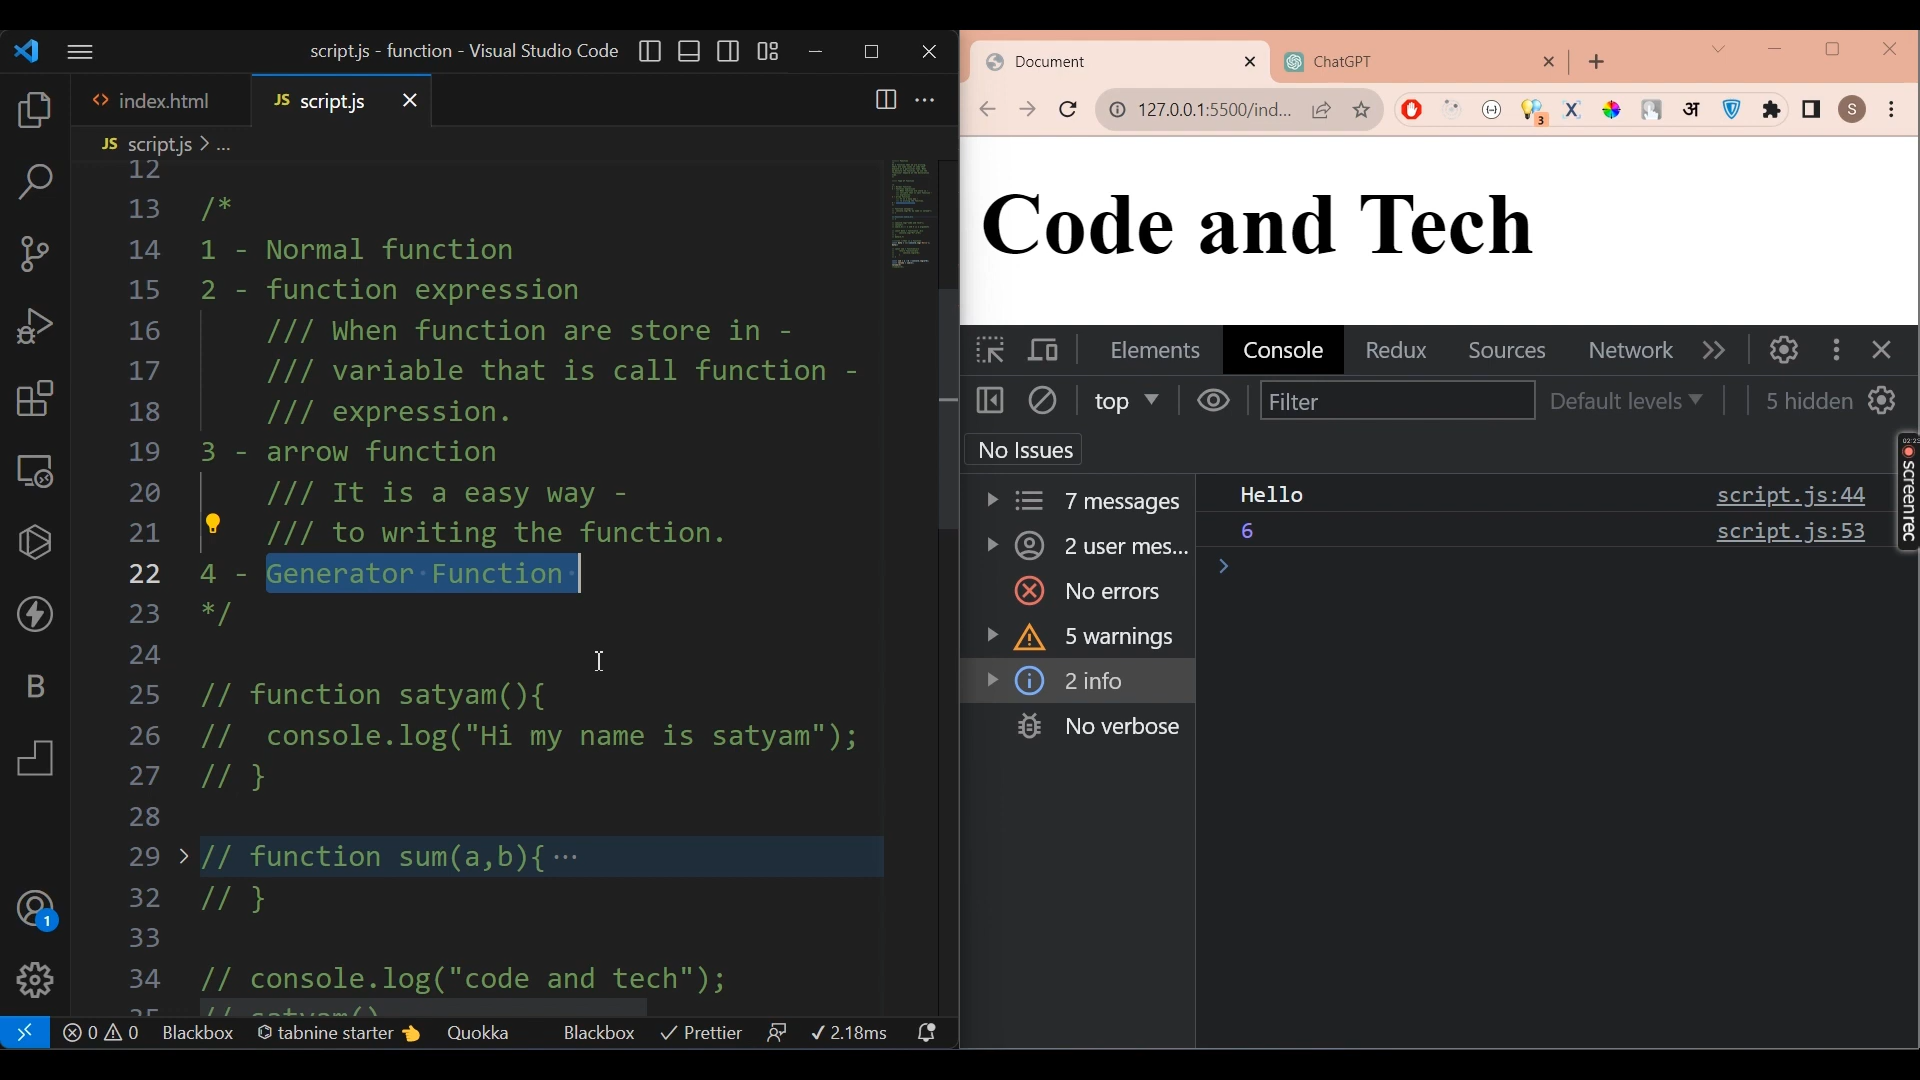 script.js - function - Visual Studio Code
index.html
JS script.js
JS script.js > ...
12
13 /*
14 1 - Normal function
15 2 - function expression
16 /// When function are store in -
17 /// variable that is call function -
18 /// expression.
19 3 - arrow function
20 /// It is a easy way -
21 /// to writing the function.
22 4 - Generator Function
23 */
24
25 // function satyam(){
26 //  console.log("Hi my name is satyam");
27 // }
28
29 // function sum(a,b){ ...
32 // }
33
34 // console.log("code and tech");
B
1
0 0 Blackbox tabnine starter Quokka Blackbox Prettier 2.18ms
Document
ChatGPT
127.0.0.1:5500/ind...
3
अ
S
Code and Tech
Elements Console Redux Sources Network
top Filter Default levels 5 hidden
No Issues
7 messages
2 user mes...
No errors
5 warnings
2 info
No verbose
Hello script.js:44
6 script.js:53
screenrec